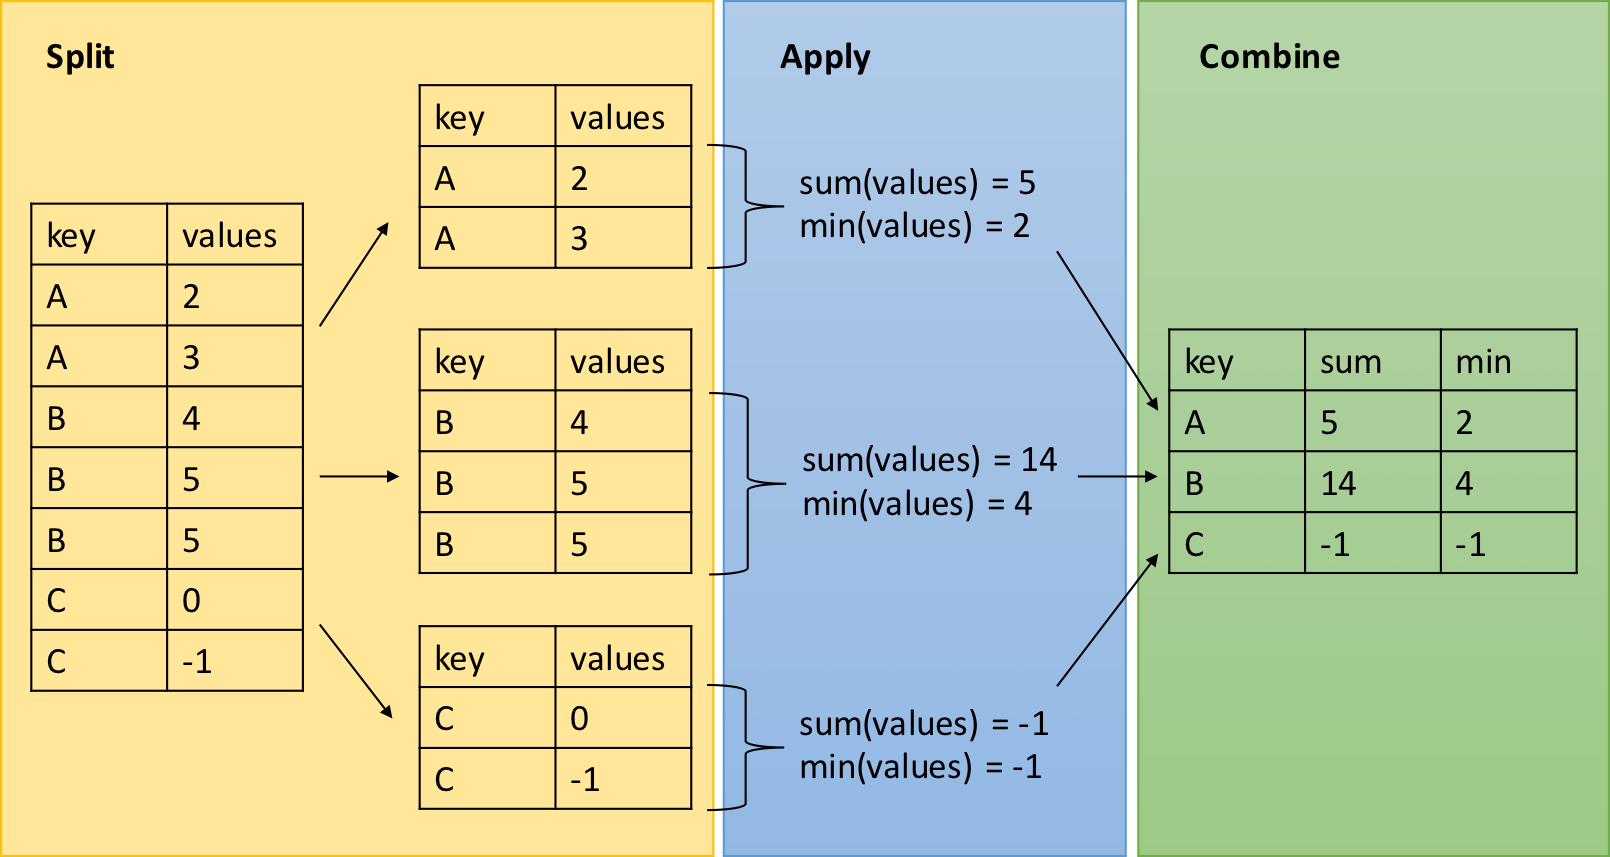 Split
key values
A 2
A 3
B 4
B 5
B 5
C 0
C -1
key values
A 2
A 3
key values
B 4
B 5
B 5
key values
C 0
C -1
Apply
sum(values) = 5
min(values) = 2
sum(values) = 14
min(values) = 4
sum(values) = -1
min(values) = -1
Combine
key sum min
A 5 2
B 14 4
C -1 -1